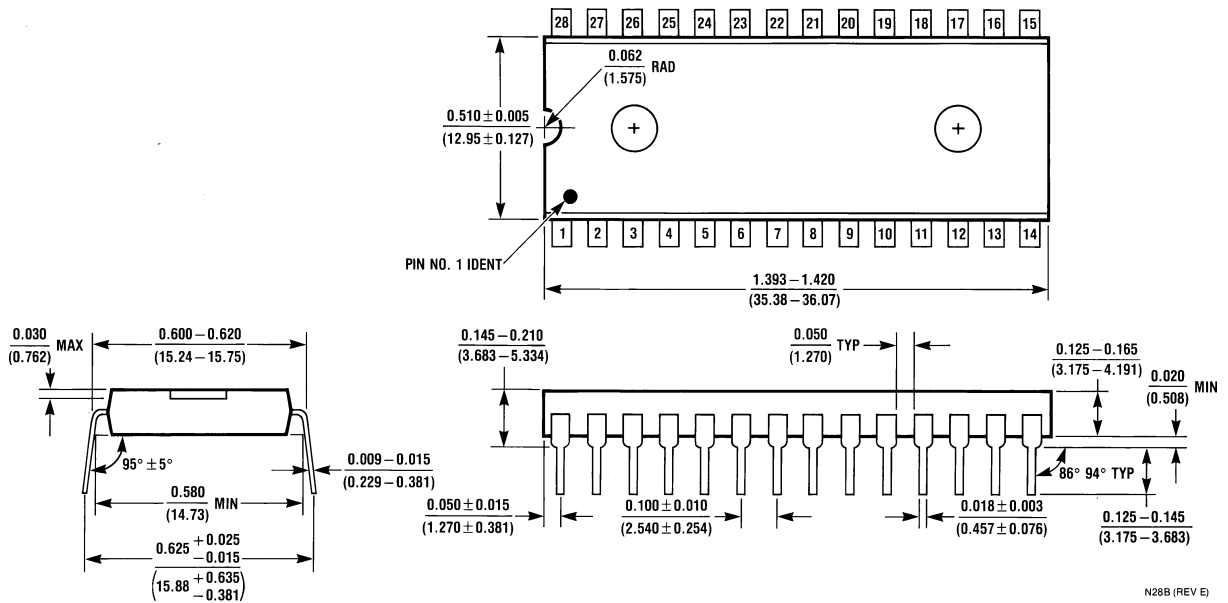 28 27 26 25 24 23 22 21 20 19 18 17 16 15
0.062
(1.575)
RAD
0.510 ± 0.005
(12.95 ± 0.127)
1 2 3 4 5 6 7 8 9 10 11 12 13 14
PIN NO. 1 IDENT
1.393 – 1.420
(35.38 – 36.07)
0.030
(0.762)
MAX
0.600 – 0.620
(15.24 – 15.75)
95° ± 5°
0.580
(14.73)
MIN
0.009 – 0.015
(0.229 – 0.381)
0.625 + 0.025
– 0.015
(15.88 + 0.635
– 0.381)
0.145 – 0.210
(3.683 – 5.334)
0.050
(1.270)
TYP
0.125 – 0.165
(3.175 – 4.191)
0.020
(0.508)
MIN
86° 94° TYP
0.050 ± 0.015
(1.270 ± 0.381)
0.100 ± 0.010
(2.540 ± 0.254)
0.018 ± 0.003
(0.457 ± 0.076)
0.125 – 0.145
(3.175 – 3.683)
N28B (REV E)